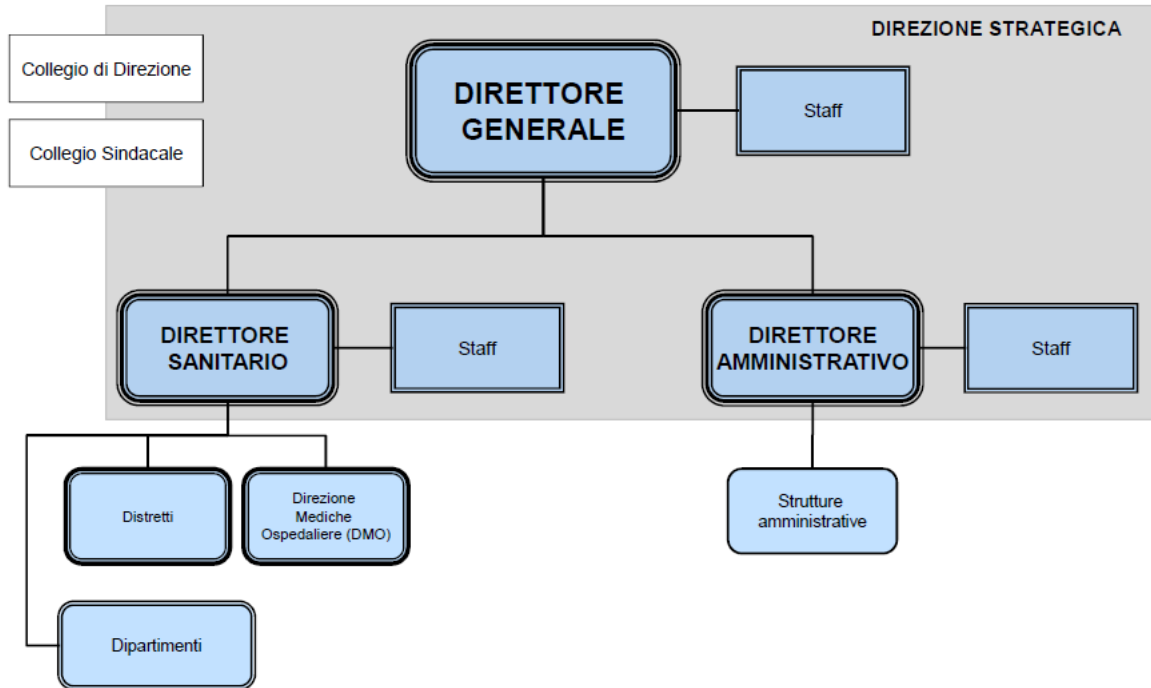 DIREZIONE STRATEGICA
Collegio di Direzione
Collegio Sindacale
DIRETTORE
GENERALE
Staff
DIRETTORE
SANITARIO
Staff
DIRETTORE
AMMINISTRATIVO
Staff
Distretti
Direzione
Mediche
Ospedaliere (DMO)
Strutture
amministrative
Dipartimenti